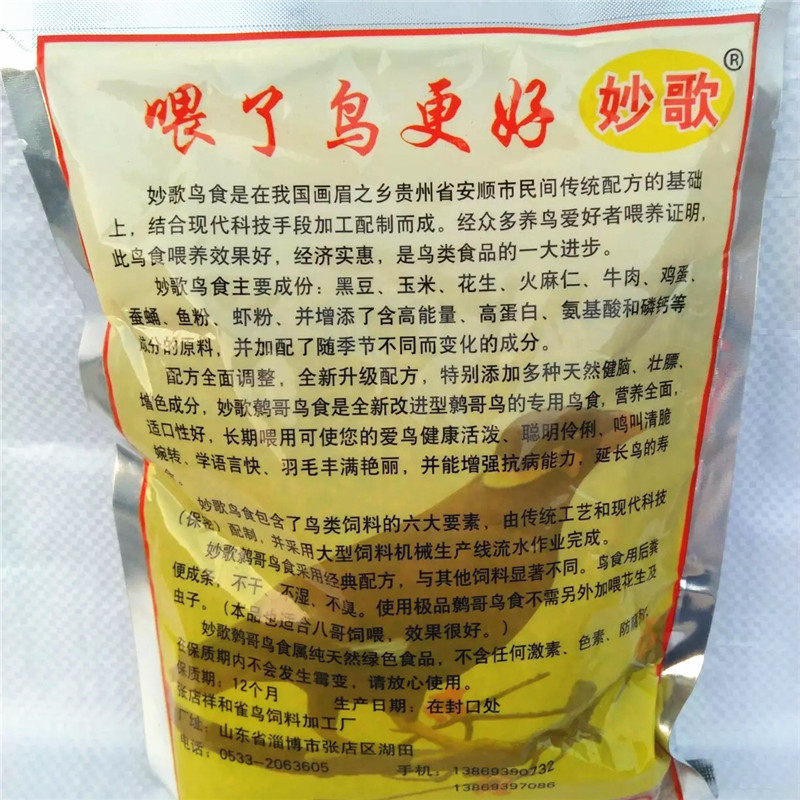 喂了鸟更好
妙歌®
妙歌鸟食是在我国画眉之乡贵州省安顺市民间传统配方的基础
上，结合现代科技手段加工配制而成。经众多养鸟爱好者喂养证明，
此鸟食喂养效果好，经济实惠，是鸟类食品的一大进步。
妙歌鸟食主要成份：黑豆、玉米、花生、火麻仁、牛肉、鸡蛋、
蚕蛹、鱼粉、虾粉、并增添了含高能量、高蛋白、氨基酸和磷钙等
成分的原料，并加配了随季节不同而变化的成分。
配方全面调整，全新升级配方，特别添加多种天然健脑、壮膘、
增色成分，妙歌鹩哥鸟食是全新改进型鹩哥鸟的专用鸟食，营养全面，
适口性好，长期喂用可使您的爱鸟健康活泼、聪明伶俐、鸣叫清脆
婉转、学语言快、羽毛丰满艳丽，并能增强抗病能力，延长鸟的寿
妙歌鸟食包含了鸟类饲料的六大要素，由传统工艺和现代科技
（保密）配制，并采用大型饲料机械生产线流水作业完成。
妙歌鹩哥鸟食采用经典配方，与其他饲料显著不同。鸟食用后粪
便成条，不干、不湿、不臭。使用极品鹩哥鸟食不需另外加喂花生及
虫子。（本品也适合八哥饲喂，效果很好。）
妙歌鹩哥鸟食属纯天然绿色食品，不含任何激素、色素、防腐剂，
在保质期内不会发生霉变，请放心使用。
保质期：12个月 生产日期：在封口处
张店祥和雀鸟饲料加工厂
厂址：山东省淄博市张店区湖田
电话：0533-2063605 手机：13869390732
13869397086